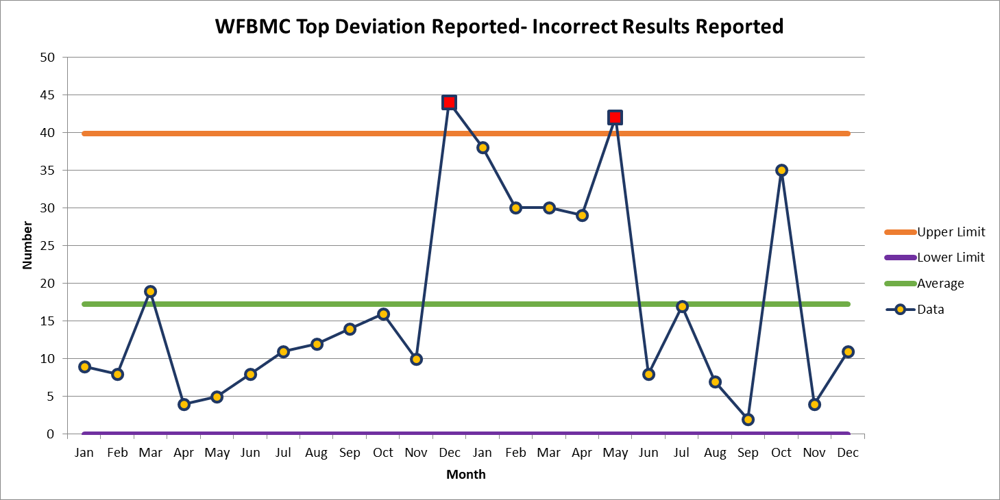 WFBMC Top Deviation Reported- Incorrect Results Reported
50
45
40
35
30
25
20
15
10
5
0
Number
Jan Feb Mar Apr May Jun Jul Aug Sep Oct Nov Dec Jan Feb Mar Apr May Jun Jul Aug Sep Oct Nov Dec
Month
Upper Limit
Lower Limit
Average
Data